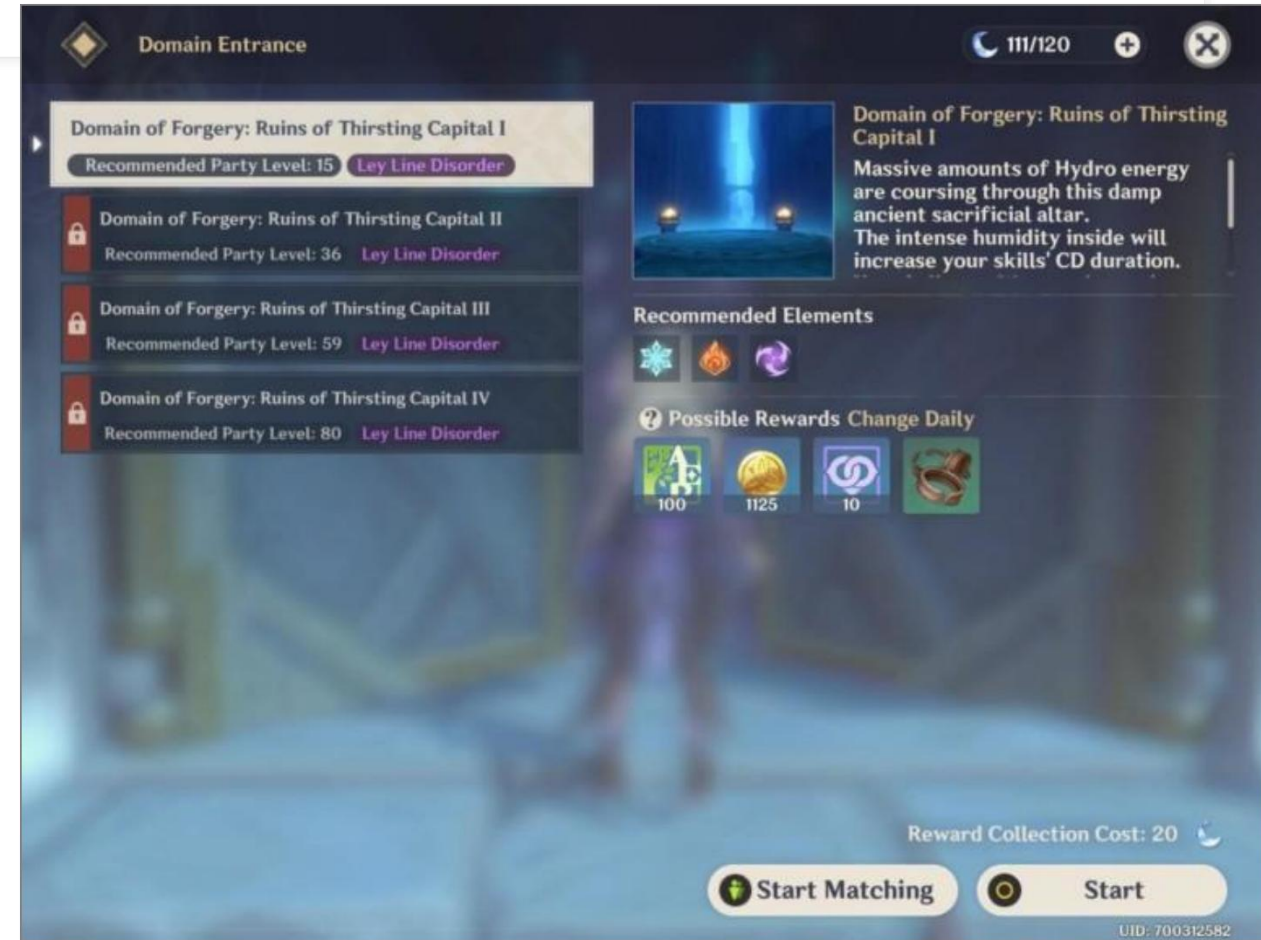 Domain Entrance
111/120
Domain of Forgery: Ruins of Thirsting Capital I
Recommended Party Level: 15 Ley Line Disorder
Domain of Forgery: Ruins of Thirsting Capital II
Recommended Party Level: 36 Ley Line Disorder
Domain of Forgery: Ruins of Thirsting Capital III
Recommended Party Level: 59 Ley Line Disorder
Domain of Forgery: Ruins of Thirsting Capital IV
Recommended Party Level: 80 Ley Line Disorder
Domain of Forgery: Ruins of Thirsting
Capital I
Massive amounts of Hydro energy
are coursing through this damp
ancient sacrificial altar.
The intense humidity inside will
increase your skills' CD duration.
Recommended Elements
? Possible Rewards Change Daily
100
1125
10
Reward Collection Cost: 20
Start Matching
Start
UID: 700312582